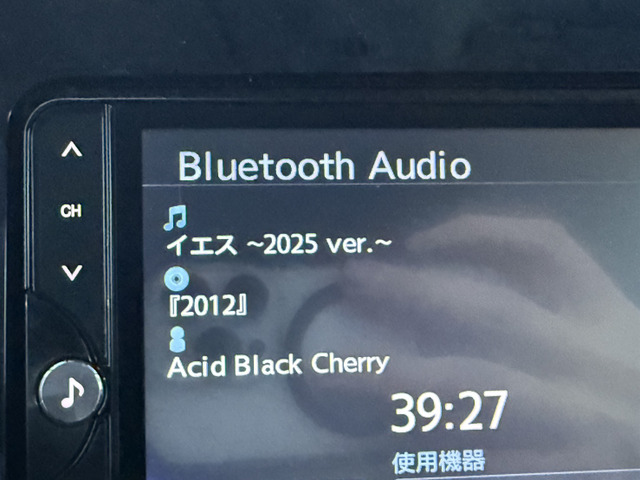 Bluetooth Audio
CH
イエス ~2025 ver.~
『2012』
Acid Black Cherry
39:27
使用機器